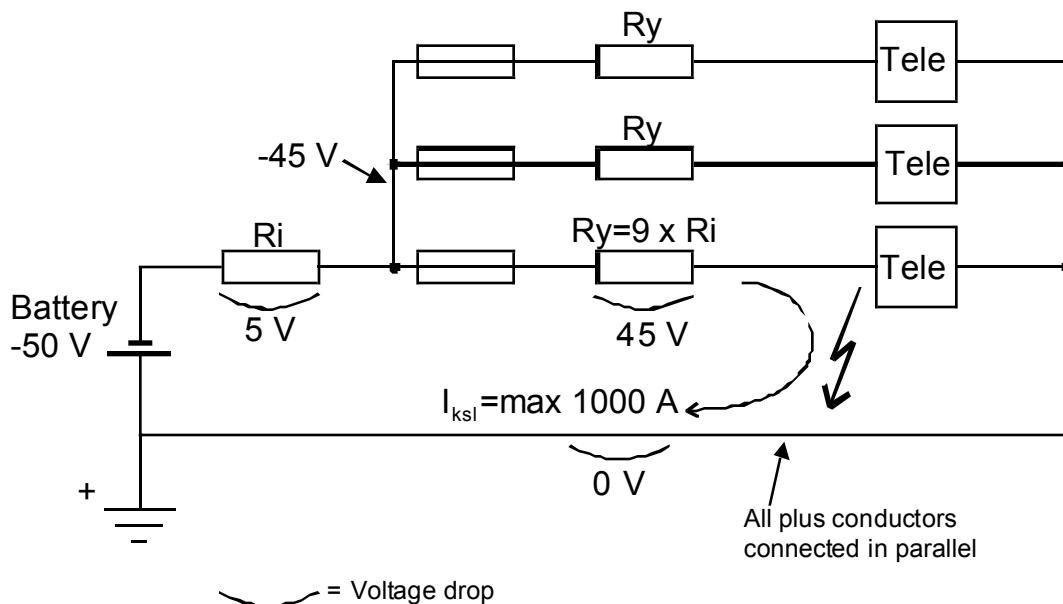 Ry
Tele
Ry
-45 V
Tele
Ri
Ry=9 x Ri
Tele
Battery
-50 V
5 V
45 V
Iksl=max 1000 A
0 V
+
All plus conductors
connected in parallel
= Voltage drop